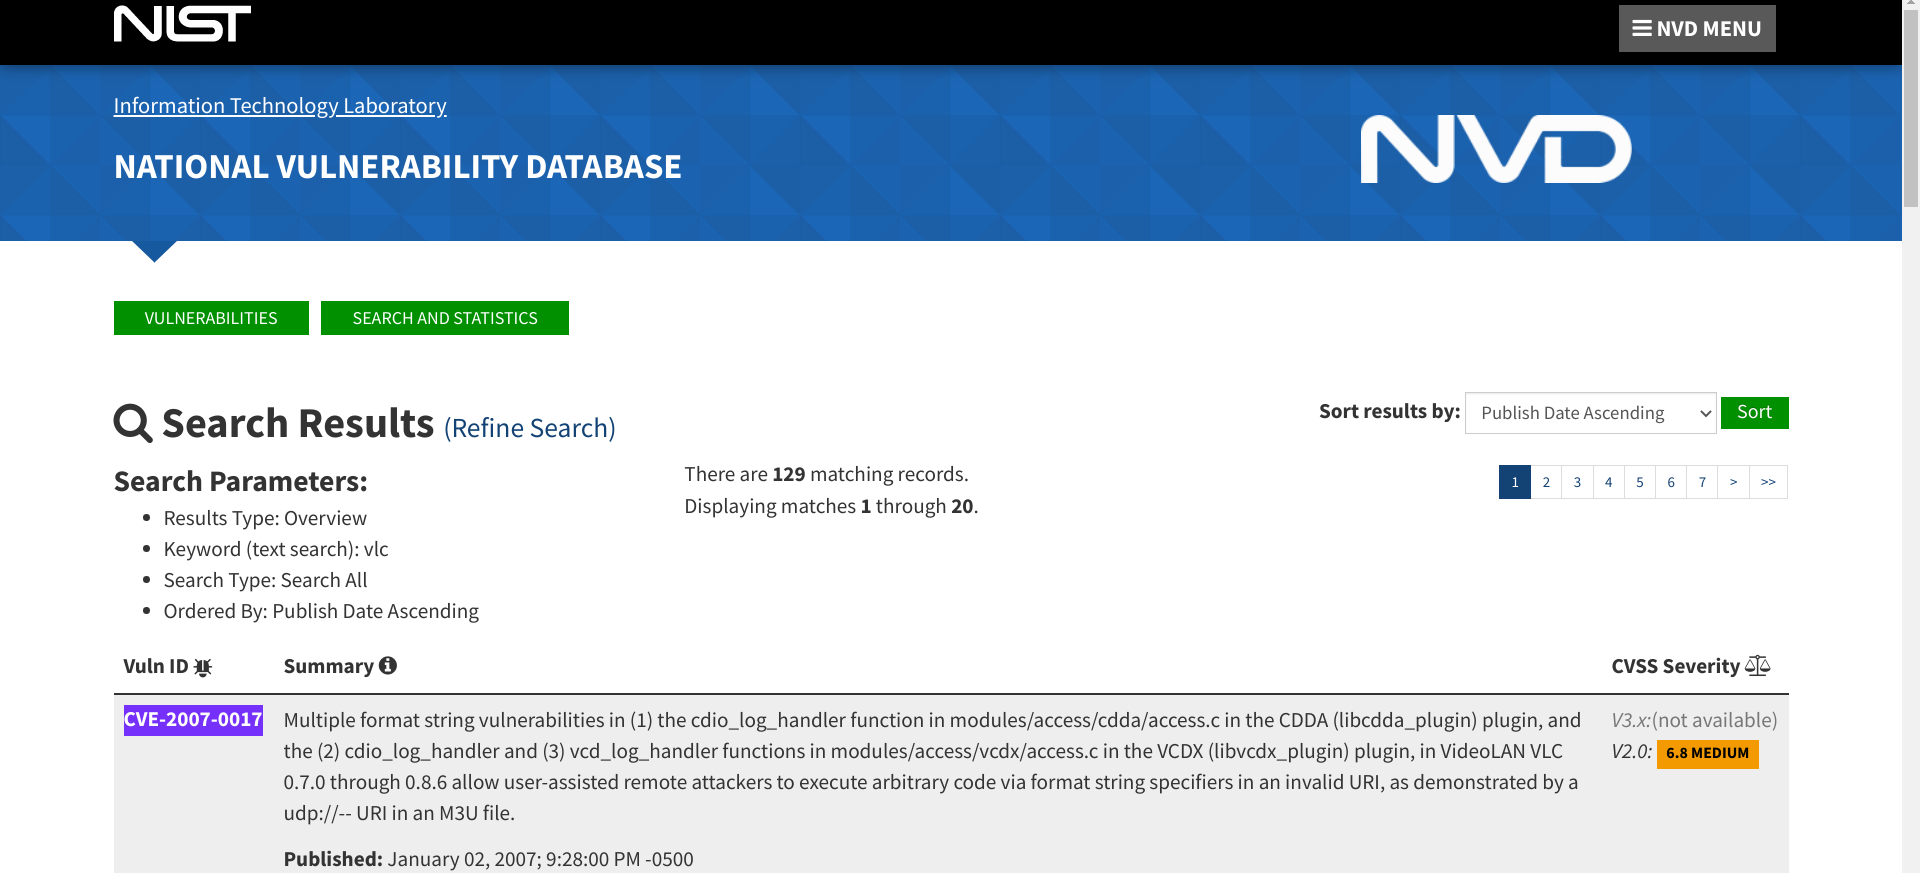 NIST
NVD MENU
Information Technology Laboratory
NATIONAL VULNERABILITY DATABASE
NVD
VULNERABILITIES
SEARCH AND STATISTICS
Search Results (Refine Search)
Sort results by: Publish Date Ascending Sort
Search Parameters:
Results Type: Overview
Keyword (text search): vlc
Search Type: Search All
Ordered By: Publish Date Ascending
There are 129 matching records.
Displaying matches 1 through 20.
1 2 3 4 5 6 7 > >>
Vuln ID Summary CVSS Severity
CVE-2007-0017
Multiple format string vulnerabilities in (1) the cdio_log_handler function in modules/access/cdda/access.c in the CDDA (libcdda_plugin) plugin, and
the (2) cdio_log_handler and (3) vcd_log_handler functions in modules/access/vcdx/access.c in the VCDX (libvcdx_plugin) plugin, in VideoLAN VLC
0.7.0 through 0.8.6 allow user-assisted remote attackers to execute arbitrary code via format string specifiers in an invalid URI, as demonstrated by a
udp://-- URI in an M3U file.
Published: January 02, 2007; 9:28:00 PM -0500
V3.x:(not available)
V2.0: 6.8 MEDIUM